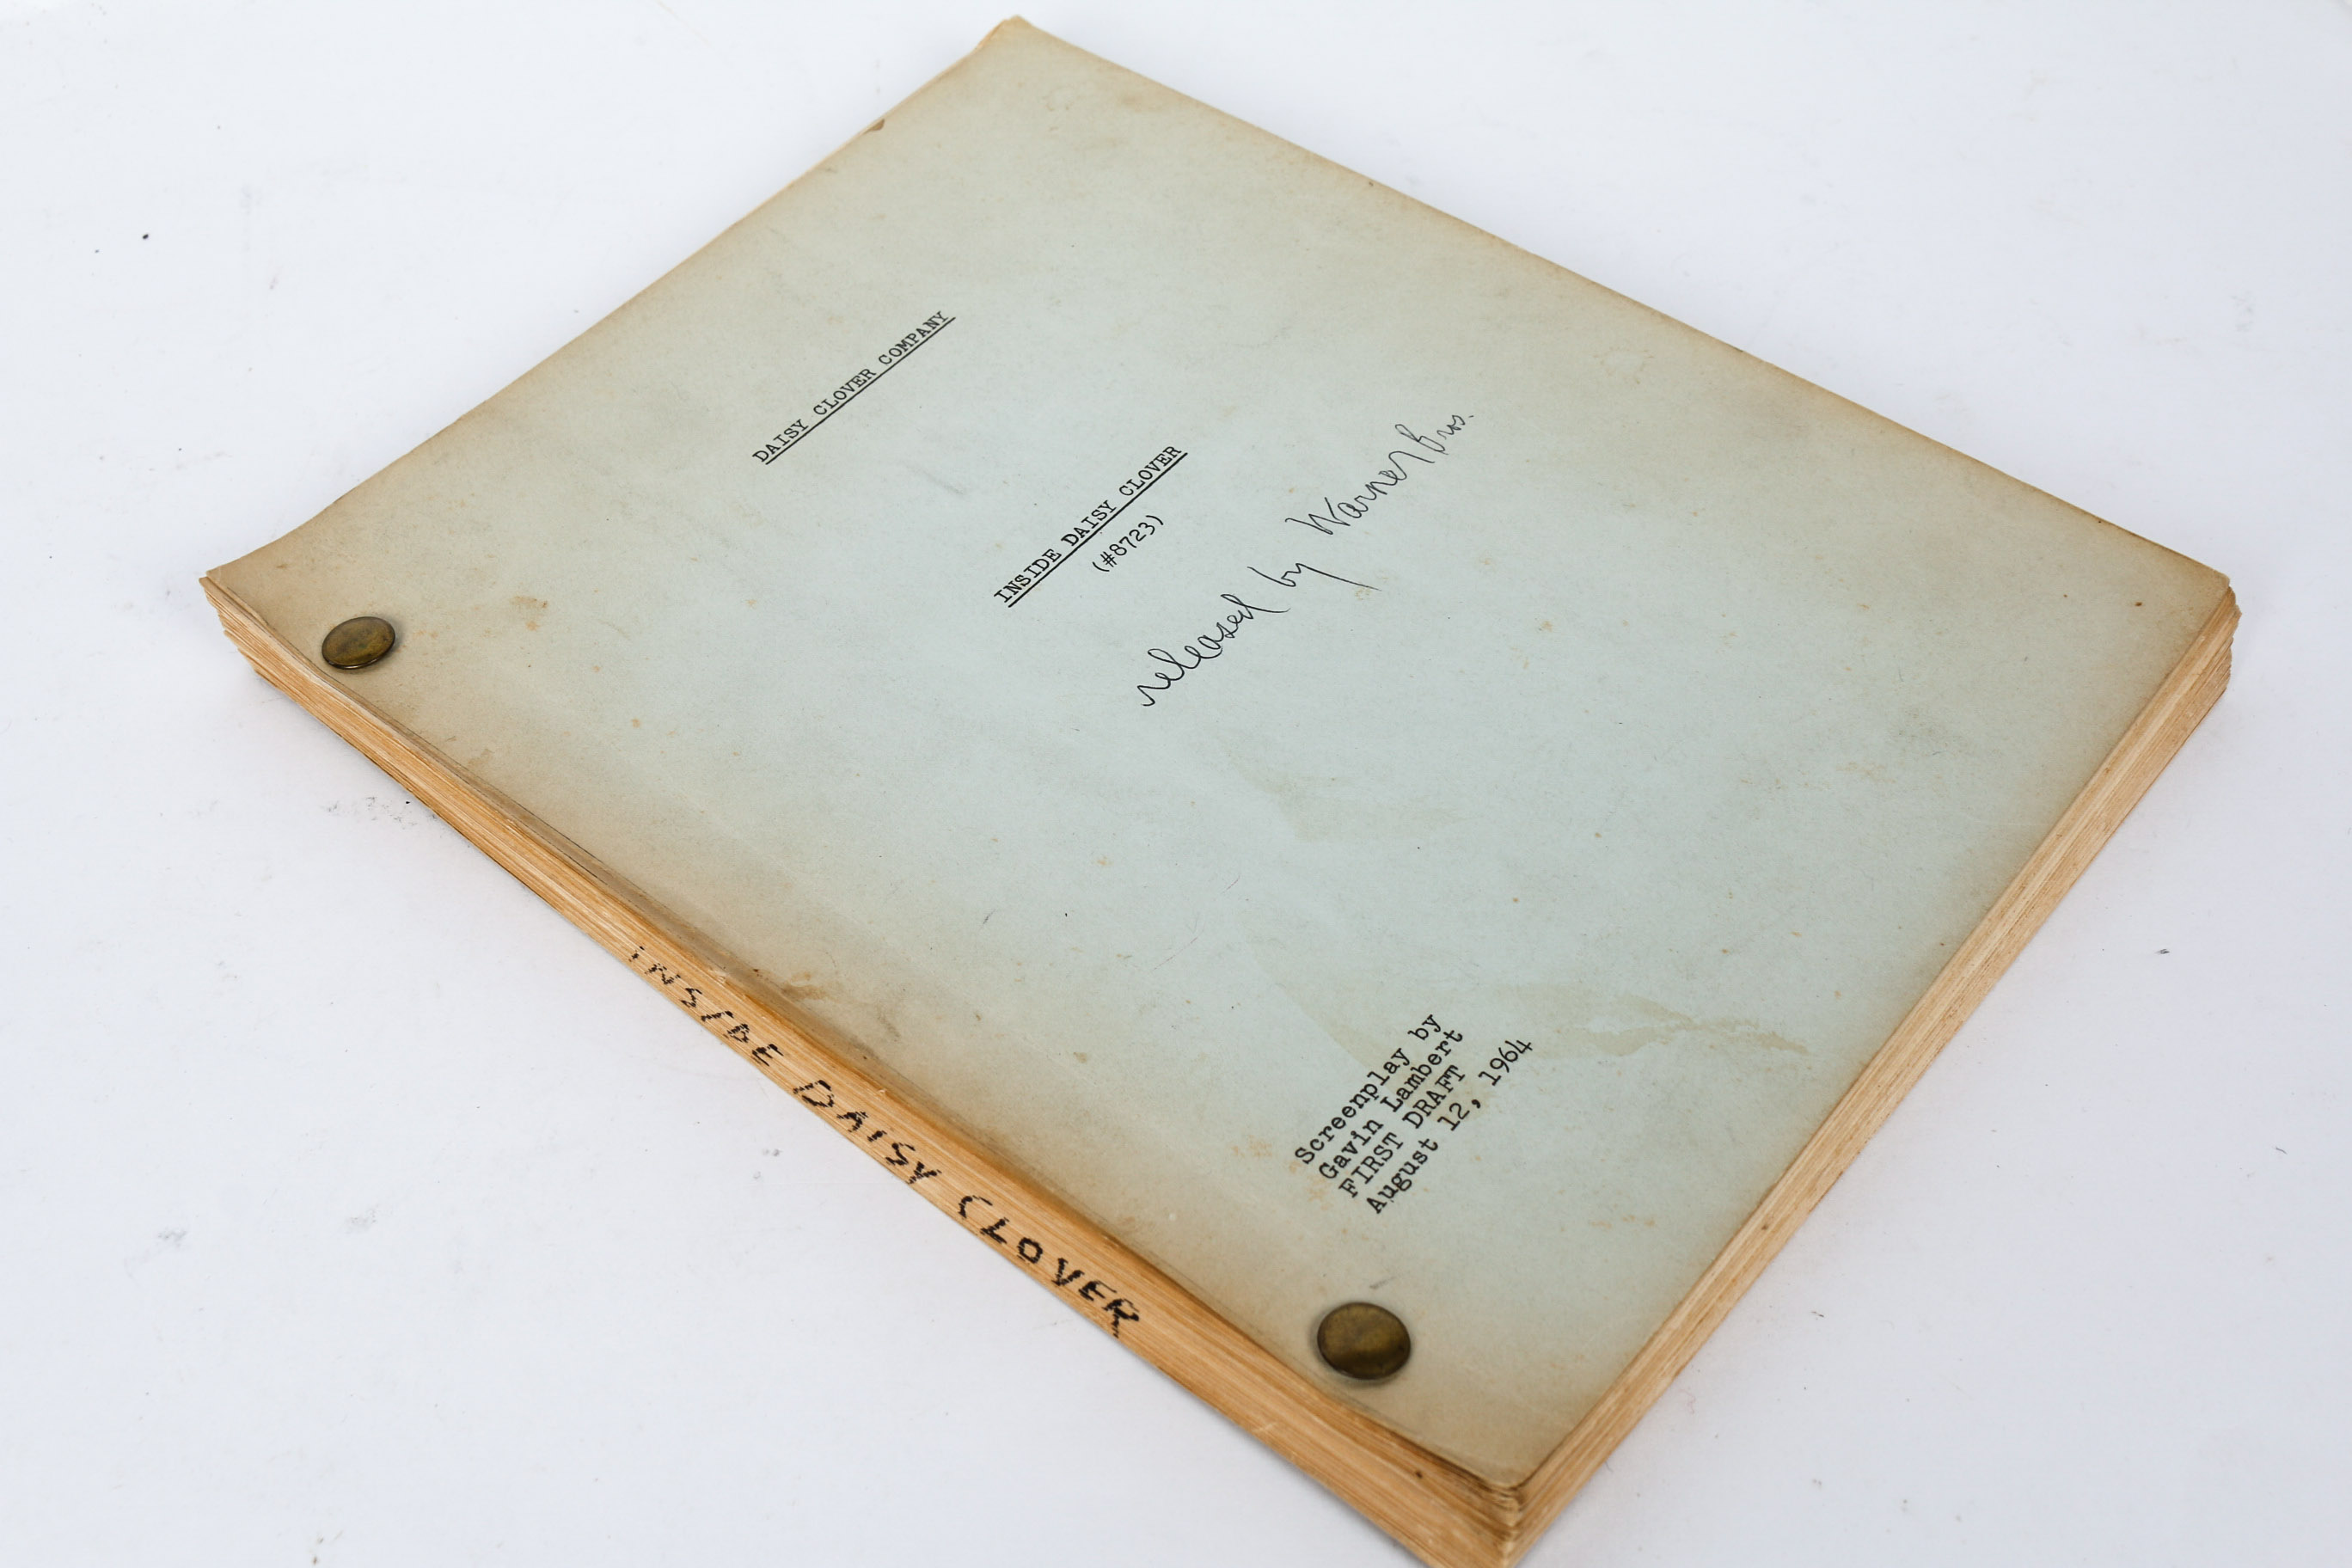 DAISY CLOVER COMPANY
INSIDE DAISY CLOVER
(#8723)
released by Warner Bros.
Screenplay by
Gavin Lambert
FIRST DRAFT
August 12, 1964
INSIDE DAISY CLOVER